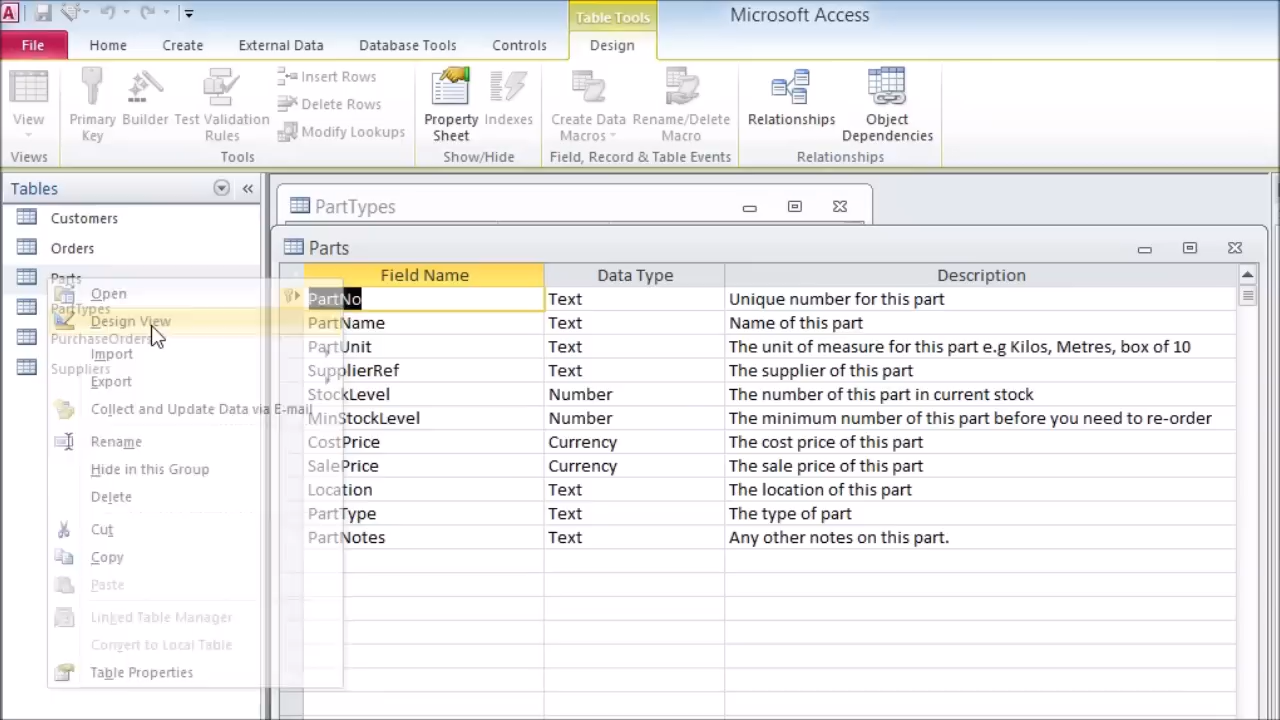 A
Table Tools
Microsoft Access
File Home Create External Data Database Tools Controls Design
View
Primary Key
Builder
Test Validation Rules
Insert Rows
Delete Rows
Modify Lookups
Property Sheet
Indexes
Create Data Macros
Rename/Delete Macro
Relationships
Object Dependencies
Views Tools Show/Hide Field, Record & Table Events Relationships
Tables «
Customers
Orders
Parts
PartTypes
PurchaseOrders
Suppliers
Open
Design View
Import
Export
Collect and Update Data via E-mail
Rename
Hide in this Group
Delete
Cut
Copy
Paste
Linked Table Manager
Convert to Local Table
Table Properties
PartTypes
Parts
Field Name Data Type Description
PartNo Text Unique number for this part
PartName Text Name of this part
PartUnit Text The unit of measure for this part e.g Kilos, Metres, box of 10
SupplierRef Text The supplier of this part
StockLevel Number The number of this part in current stock
MinStockLevel Number The minimum number of this part before you need to re-order
CostPrice Currency The cost price of this part
SalePrice Currency The sale price of this part
Location Text The location of this part
PartType Text The type of part
PartNotes Text Any other notes on this part.